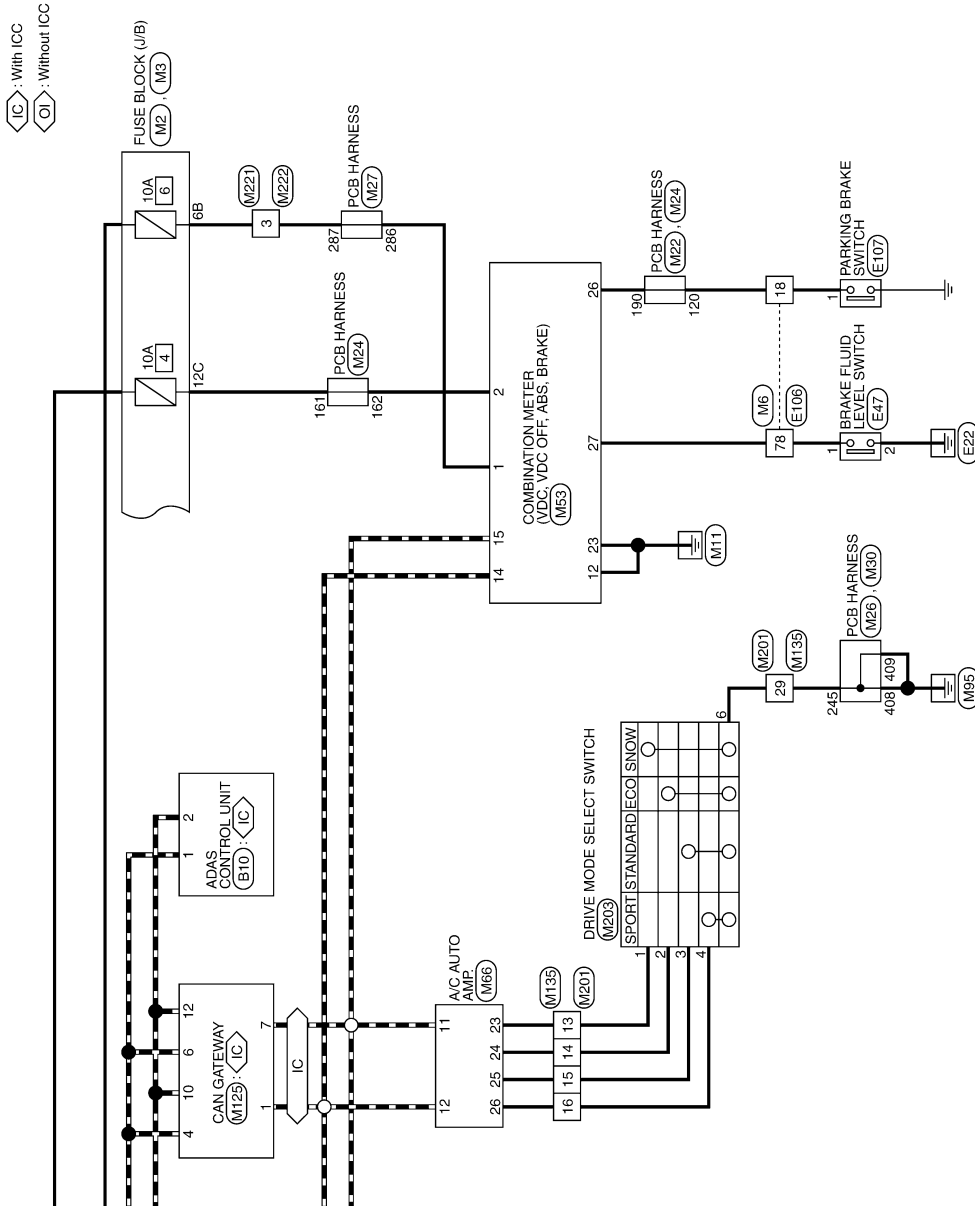 IC : With ICC
OI : Without ICC
FUSE BLOCK (J/B)
M2 , M3
10A
6
6B
10A
4
12C
M221
M222
3
PCB HARNESS
M27
287
286
PCB HARNESS
M24
161
162
2
1
15
14
COMBINATION METER
(VDC, VDC OFF, ABS, BRAKE)
M53
26
27
23
12
PCB HARNESS
M22 , M24
190
120
18
PARKING BRAKE
SWITCH
E107
1
M6
E106
78
BRAKE FLUID
LEVEL SWITCH
E47
1
2
E22
M11
ADAS
CONTROL UNIT
B10 : IC
2
1
CAN GATEWAY
M125 : IC
12
6
10
4
7
1
IC
A/C AUTO
AMP.
M66
11
12
23
24
25
26
M135
M201
13
14
15
16
DRIVE MODE SELECT SWITCH
M203
SPORT STANDARD ECO SNOW
1
2
3
4
6
M201
M135
29
PCB HARNESS
M26 , M30
245
408
409
M95